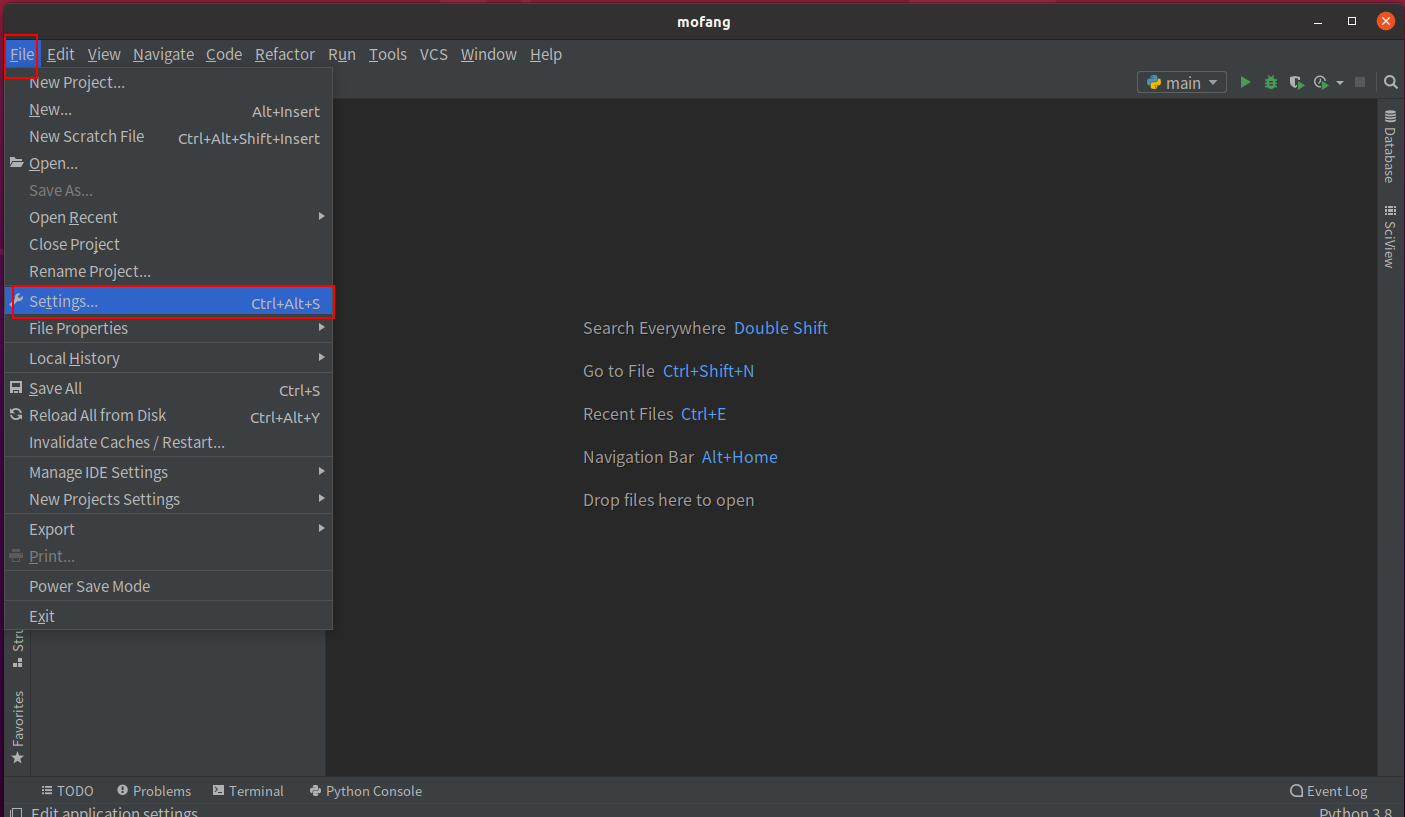 mofang
File Edit View Navigate Code Refactor Run Tools VCS Window Help
main
New Project...
New... Alt+Insert
New Scratch File Ctrl+Alt+Shift+Insert
Open...
Save As...
Open Recent
Close Project
Rename Project...
Settings... Ctrl+Alt+S
File Properties
Local History
Save All Ctrl+S
Reload All from Disk Ctrl+Alt+Y
Invalidate Caches / Restart...
Manage IDE Settings
New Projects Settings
Export
Print...
Power Save Mode
Exit
Search Everywhere Double Shift
Go to File Ctrl+Shift+N
Recent Files Ctrl+E
Navigation Bar Alt+Home
Drop files here to open
Database
SciView
Stru
Favorites
TODO Problems Terminal Python Console Event Log
Edit application settings Python 3.8